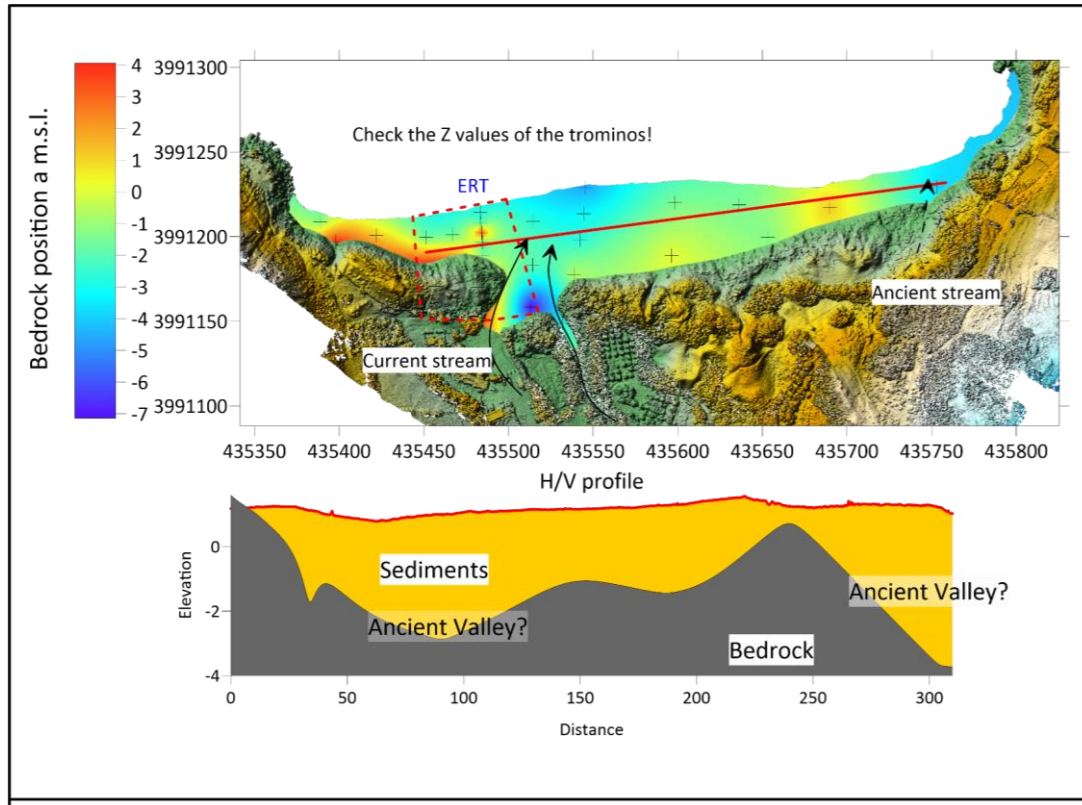 Bedrock position a m.s.l.
4
3
2
1
0
-1
-2
-3
-4
-5
-6
-7
3991300
3991250
3991200
3991150
3991100
Check the Z values of the trominos!
ERT
Ancient stream
Current stream
435350 435400 435450 435500 435550 435600 435650 435700 435750 435800
H/V profile
Elevation
0
-2
-4
Sediments
Ancient Valley?
Ancient Valley?
Bedrock
0 50 100 150 200 250 300
Distance